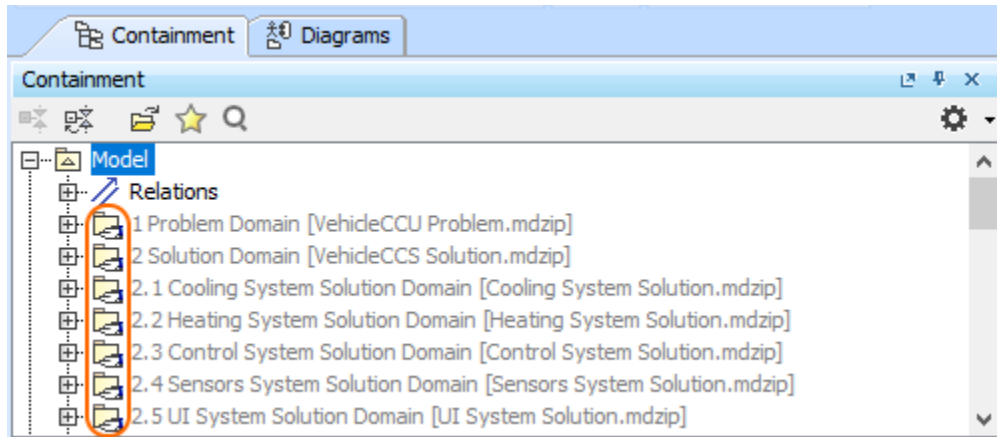 Containment Diagrams
Containment
Model
Relations
1 Problem Domain [VehicleCCU Problem.mdzip]
2 Solution Domain [VehicleCCS Solution.mdzip]
2.1 Cooling System Solution Domain [Cooling System Solution.mdzip]
2.2 Heating System Solution Domain [Heating System Solution.mdzip]
2.3 Control System Solution Domain [Control System Solution.mdzip]
2.4 Sensors System Solution Domain [Sensors System Solution.mdzip]
2.5 UI System Solution Domain [UI System Solution.mdzip]